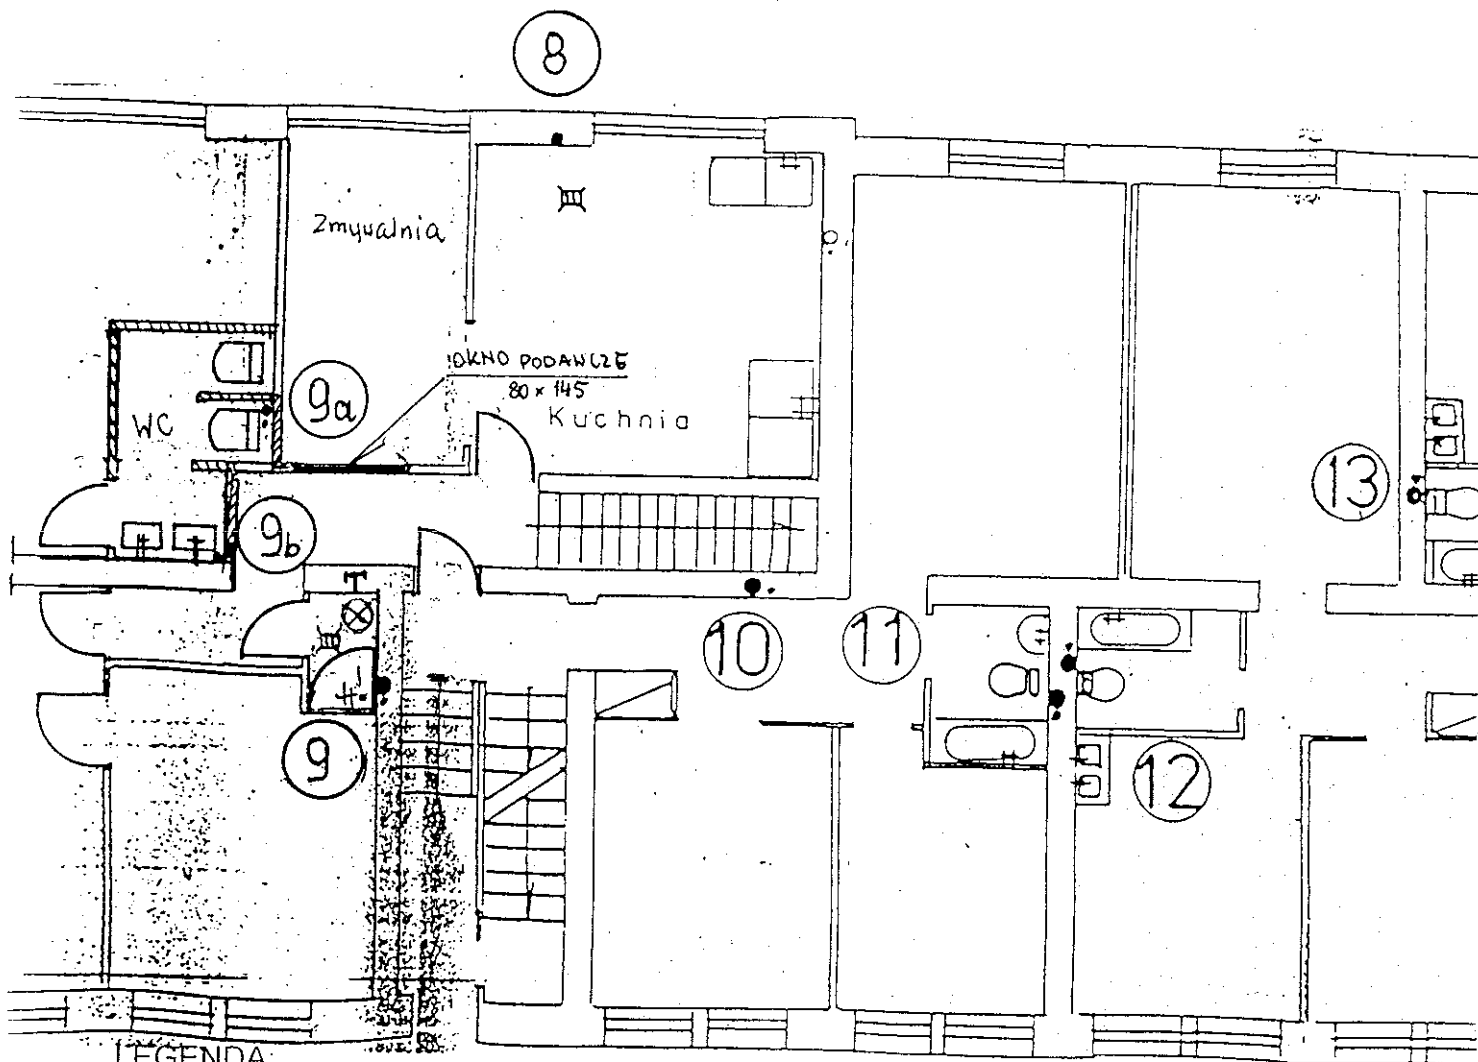 8
Zmywalnia
OKNO PODAWCZE
80 x 145
9a
Kuchnia
WC
13
9b
10
11
9
12
LEGENDA: